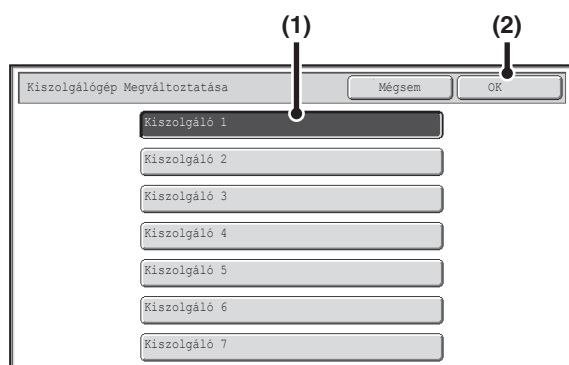 (1) (2)
Kiszolgálógép Megváltoztatása Mégsem OK
Kiszolgáló 1
Kiszolgáló 2
Kiszolgáló 3
Kiszolgáló 4
Kiszolgáló 5
Kiszolgáló 6
Kiszolgáló 7